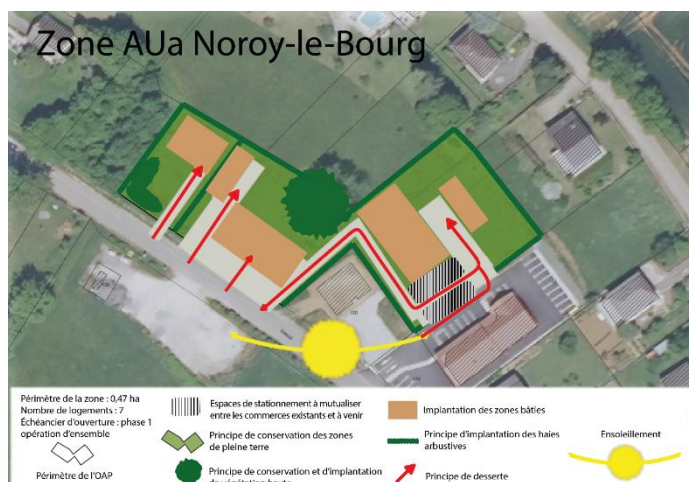 Zone AUa Noroy-le-Bourg
Périmètre de la zone : 0,47 ha
Nombre de logements : 7
Échéancier d'ouverture : phase 1
opération d'ensemble
Périmètre de l'OAP
Espaces de stationnement à mutualiser
entre les commerces existants et à venir
Principe de conservation des zones
de pleine terre
Principe de conservation et d'implantation
de végétation haute
Implantation des zones bâties
Principe d'implantation des haies
arbustives
Principe de desserte
Ensoleillement